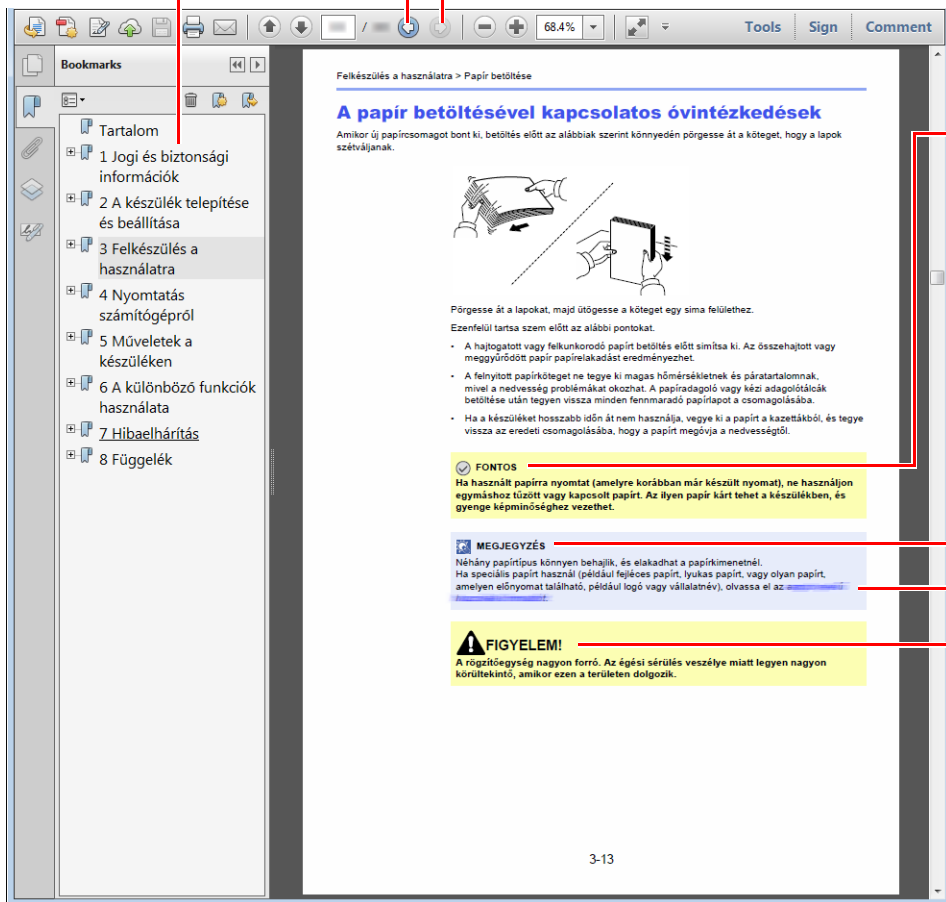 /
68.4%
Tools
Sign
Comment
Bookmarks
Tartalom
1 Jogi és biztonsági
információk
2 A készülék telepítése
és beállítása
3 Felkészülés a
használatra
4 Nyomtatás
számítógépről
5 Műveletek a
készüléken
6 A különböző funkciók
használata
7 Hibaelhárítás
8 Függelék
Felkészülés a használatra > Papír betöltése
A papír betöltésével kapcsolatos óvintézkedések
Amikor új papírcsomagot bont ki, betöltés előtt az alábbiak szerint könnyedén pörgesse át a köteget, hogy a lapok
szétváljanak.
Pörgesse át a lapokat, majd ütögesse a köteget egy sima felülethez.
Ezenfelül tartsa szem előtt az alábbi pontokat.
• A hajtogatott vagy felkunkorodó papírt betöltés előtt simítsa ki. Az összehajtott vagy
meggyűrődött papír papírelakadást eredményezhet.
• A felnyitott papírköteget ne tegye ki magas hőmérsékletnek és páratartalomnak,
mivel a nedvesség problémákat okozhat. A papíradagoló vagy kézi adagolótálcák
betöltése után tegyen vissza minden fennmaradó papírlapot a csomagolásába.
• Ha a készüléket hosszabb időn át nem használja, vegye ki a papírt a kazettákból, és tegye
vissza az eredeti csomagolásába, hogy a papírt megóvja a nedvességtől.
FONTOS
Ha használt papírra nyomtat (amelyre korábban már készült nyomat), ne használjon
egymáshoz tűzött vagy kapcsolt papírt. Az ilyen papír kárt tehet a készülékben, és
gyenge képminőséghez vezethet.
MEGJEGYZÉS
Néhány papírtípus könnyen behajlik, és elakadhat a papírkimenetnél.
Ha speciális papírt használ (például fejléces papírt, lyukas papírt, vagy olyan papírt,
amelyen előnyomat található, például logó vagy vállalatnév), olvassa el az
FIGYELEM!
A rögzítőegység nagyon forró. Az égési sérülés veszélye miatt legyen nagyon
körültekintő, amikor ezen a területen dolgozik.
3-13